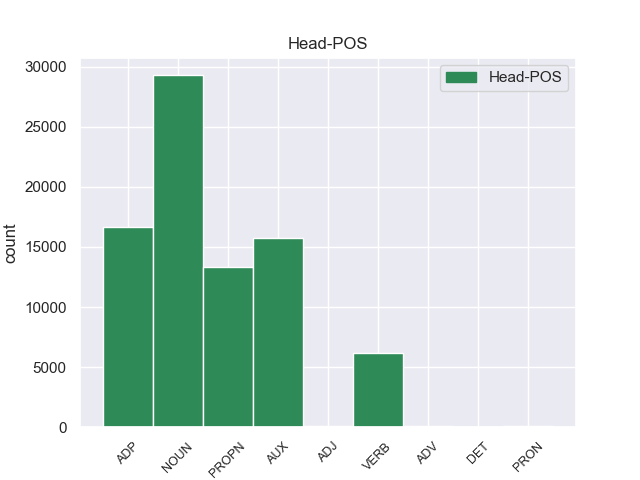 Head-POS
Head-POS
30000
25000
20000
15000
10000
5000
0
count
ADP NOUN PROPN AUX ADJ VERB ADV DET PRON